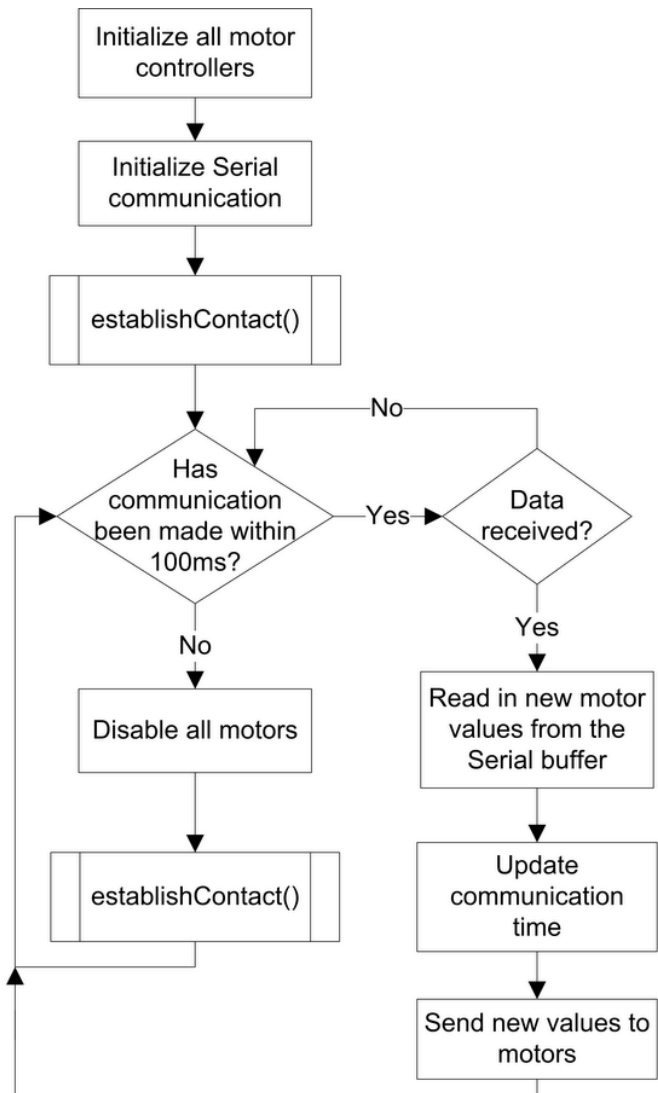 Initialize all motor
controllers
Initialize Serial
communication
establishContact()
No
Has
communication
been made within
100ms?
Yes
Data
received?
No
Yes
Disable all motors
Read in new motor
values from the
Serial buffer
establishContact()
Update
communication
time
Send new values to
motors